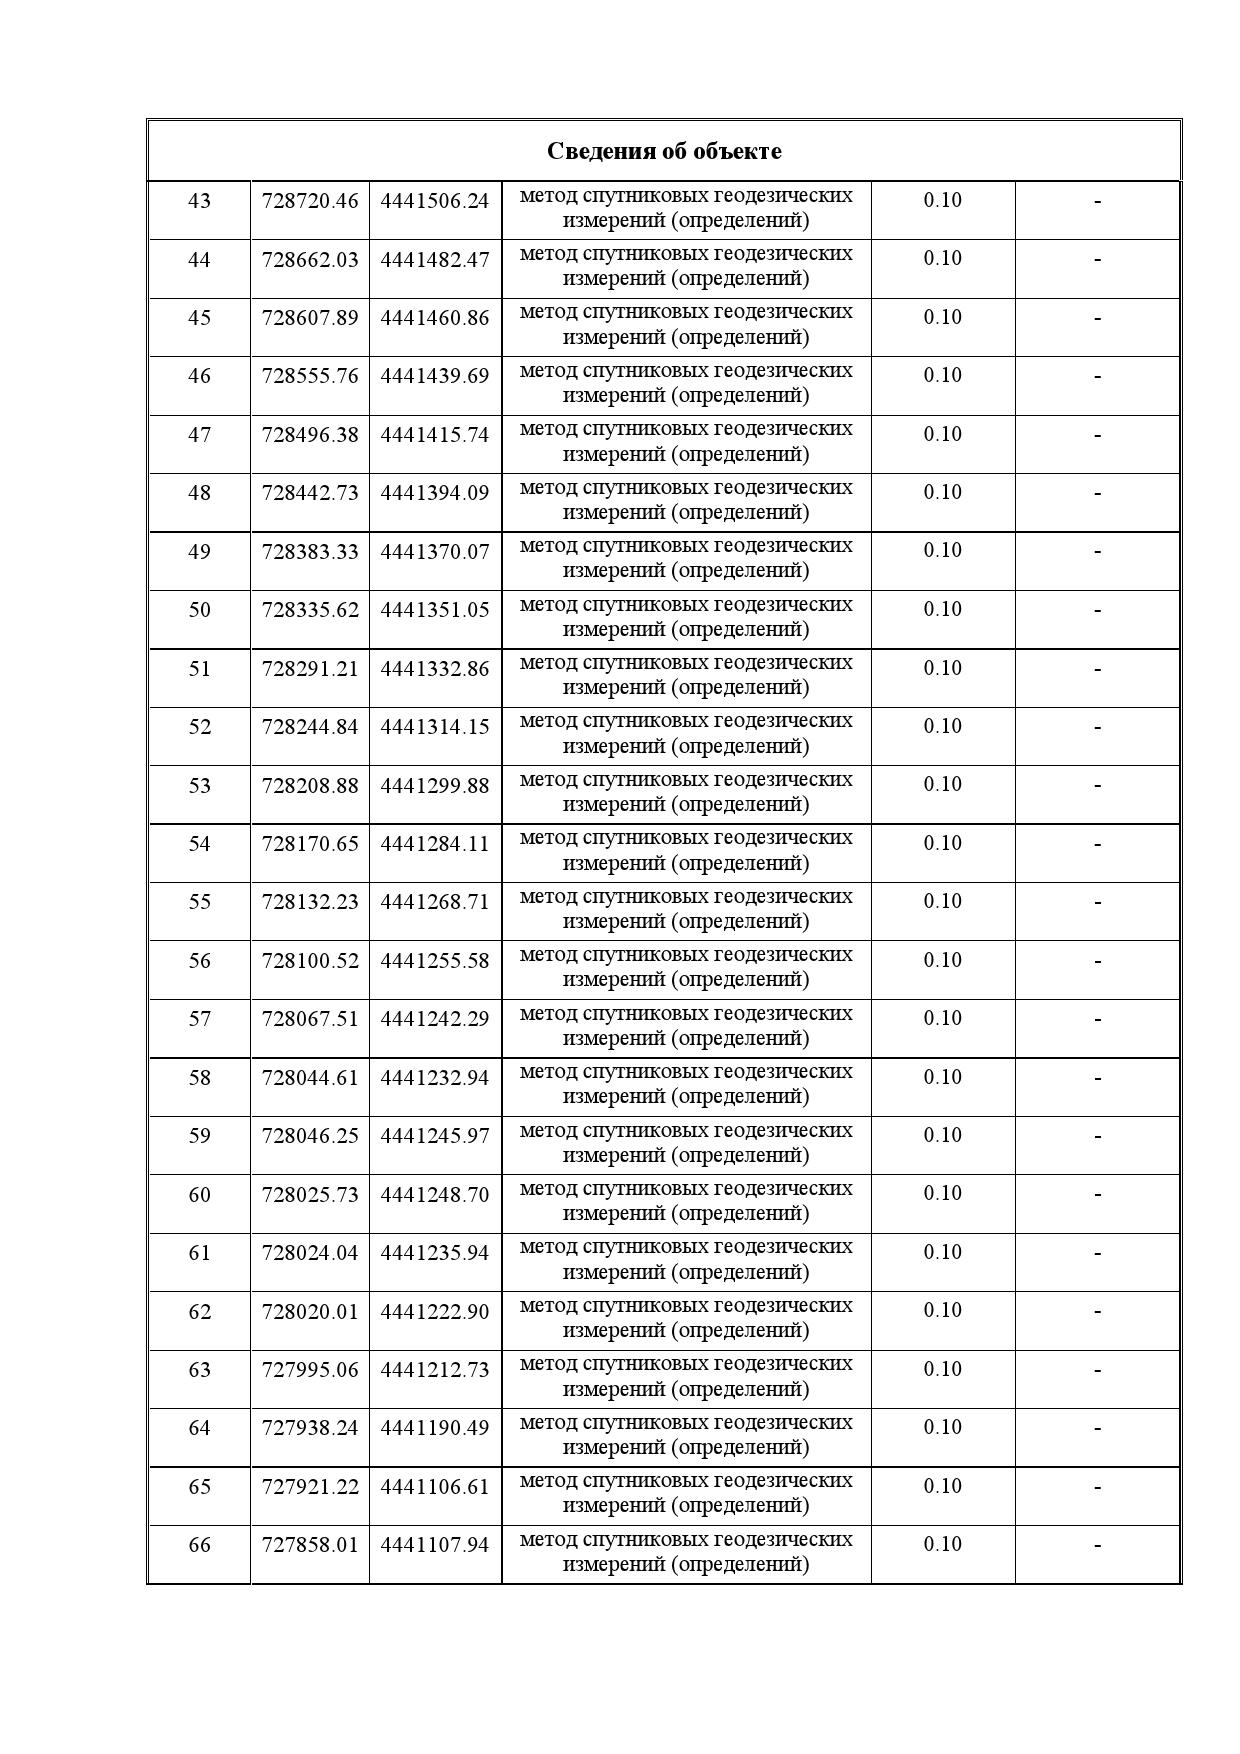 Сведения об объекте
43 728720.46 4441506.24 метод спутниковых геодезических измерений (определений) 0.10 -
44 728662.03 4441482.47 метод спутниковых геодезических измерений (определений) 0.10 -
45 728607.89 4441460.86 метод спутниковых геодезических измерений (определений) 0.10 -
46 728555.76 4441439.69 метод спутниковых геодезических измерений (определений) 0.10 -
47 728496.38 4441415.74 метод спутниковых геодезических измерений (определений) 0.10 -
48 728442.73 4441394.09 метод спутниковых геодезических измерений (определений) 0.10 -
49 728383.33 4441370.07 метод спутниковых геодезических измерений (определений) 0.10 -
50 728335.62 4441351.05 метод спутниковых геодезических измерений (определений) 0.10 -
51 728291.21 4441332.86 метод спутниковых геодезических измерений (определений) 0.10 -
52 728244.84 4441314.15 метод спутниковых геодезических измерений (определений) 0.10 -
53 728208.88 4441299.88 метод спутниковых геодезических измерений (определений) 0.10 -
54 728170.65 4441284.11 метод спутниковых геодезических измерений (определений) 0.10 -
55 728132.23 4441268.71 метод спутниковых геодезических измерений (определений) 0.10 -
56 728100.52 4441255.58 метод спутниковых геодезических измерений (определений) 0.10 -
57 728067.51 4441242.29 метод спутниковых геодезических измерений (определений) 0.10 -
58 728044.61 4441232.94 метод спутниковых геодезических измерений (определений) 0.10 -
59 728046.25 4441245.97 метод спутниковых геодезических измерений (определений) 0.10 -
60 728025.73 4441248.70 метод спутниковых геодезических измерений (определений) 0.10 -
61 728024.04 4441235.94 метод спутниковых геодезических измерений (определений) 0.10 -
62 728020.01 4441222.90 метод спутниковых геодезических измерений (определений) 0.10 -
63 727995.06 4441212.73 метод спутниковых геодезических измерений (определений) 0.10 -
64 727938.24 4441190.49 метод спутниковых геодезических измерений (определений) 0.10 -
65 727921.22 4441106.61 метод спутниковых геодезических измерений (определений) 0.10 -
66 727858.01 4441107.94 метод спутниковых геодезических измерений (определений) 0.10 -